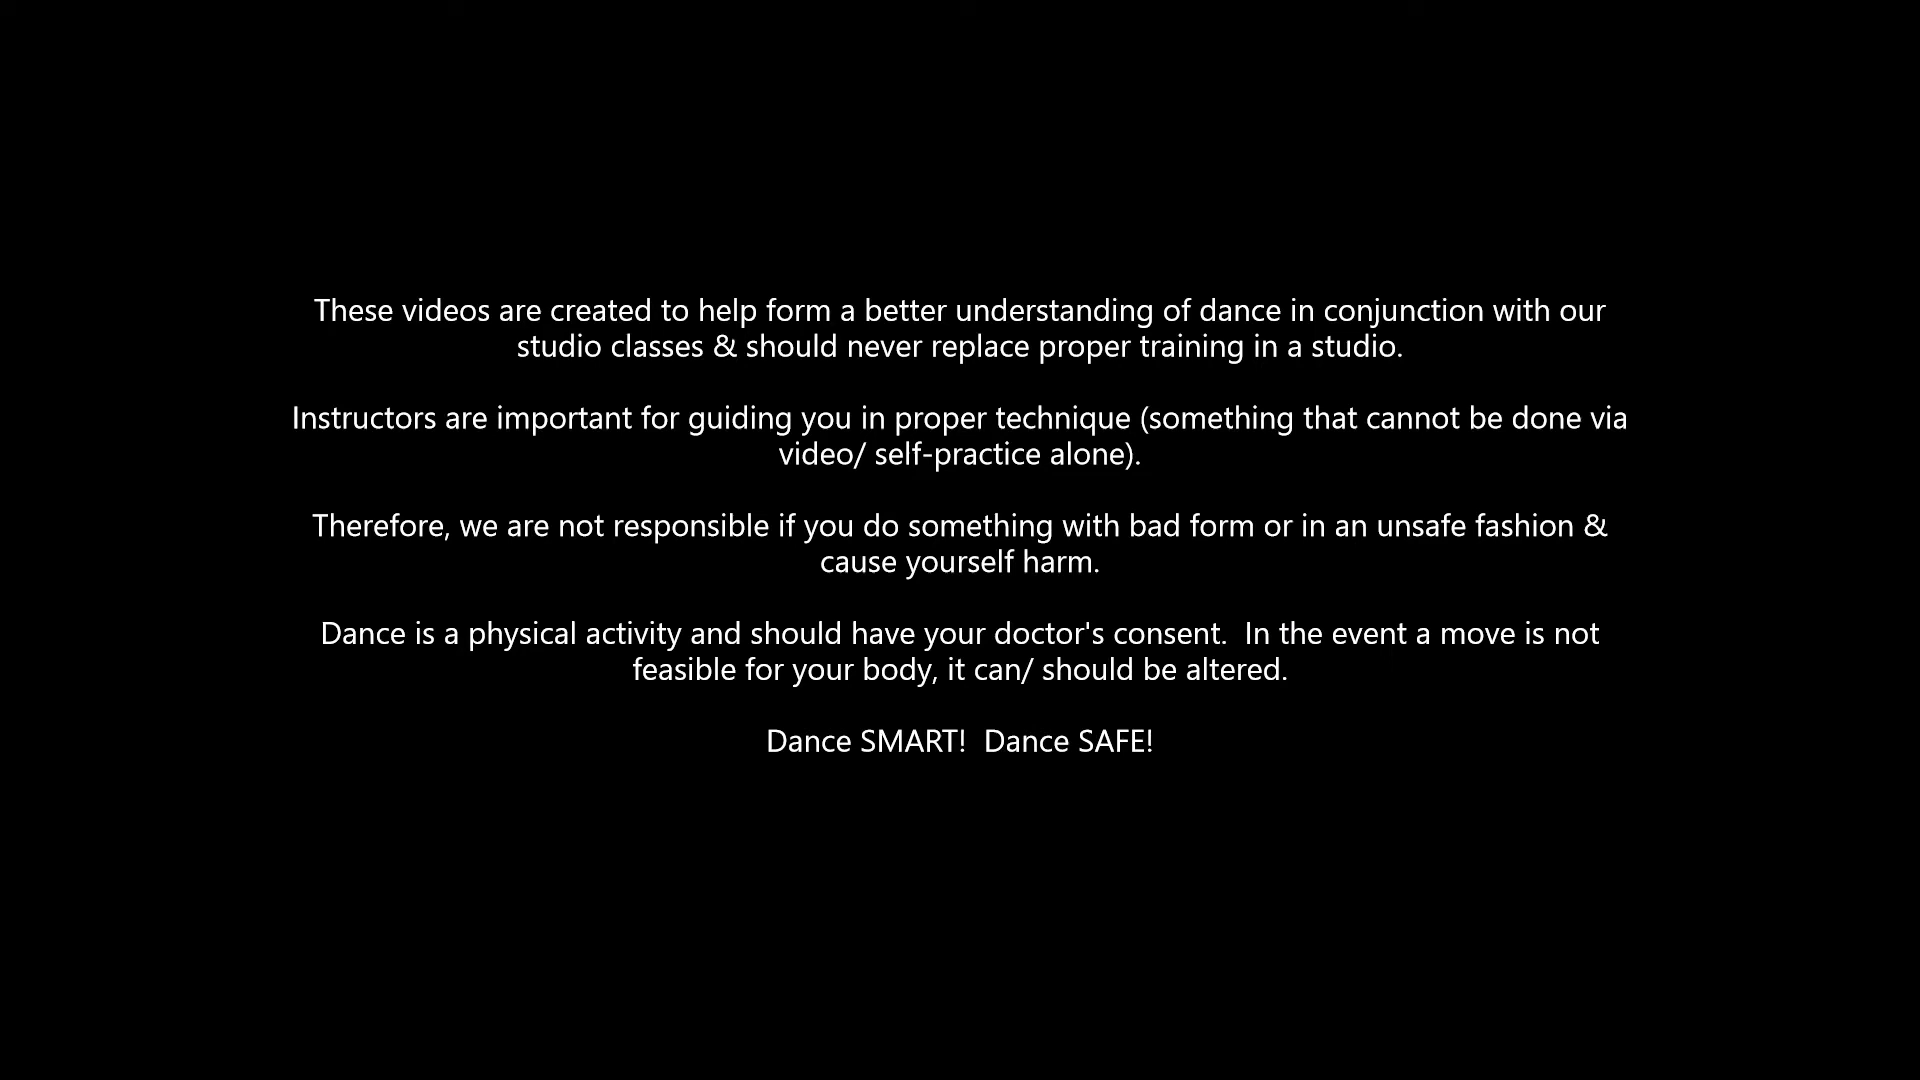 These videos are created to help form a better understanding of dance in conjunction with our
studio classes & should never replace proper training in a studio.
Instructors are important for guiding you in proper technique (something that cannot be done via
video/ self-practice alone).
Therefore, we are not responsible if you do something with bad form or in an unsafe fashion &
cause yourself harm.
Dance is a physical activity and should have your doctor's consent.  In the event a move is not
feasible for your body, it can/ should be altered.
Dance SMART!  Dance SAFE!